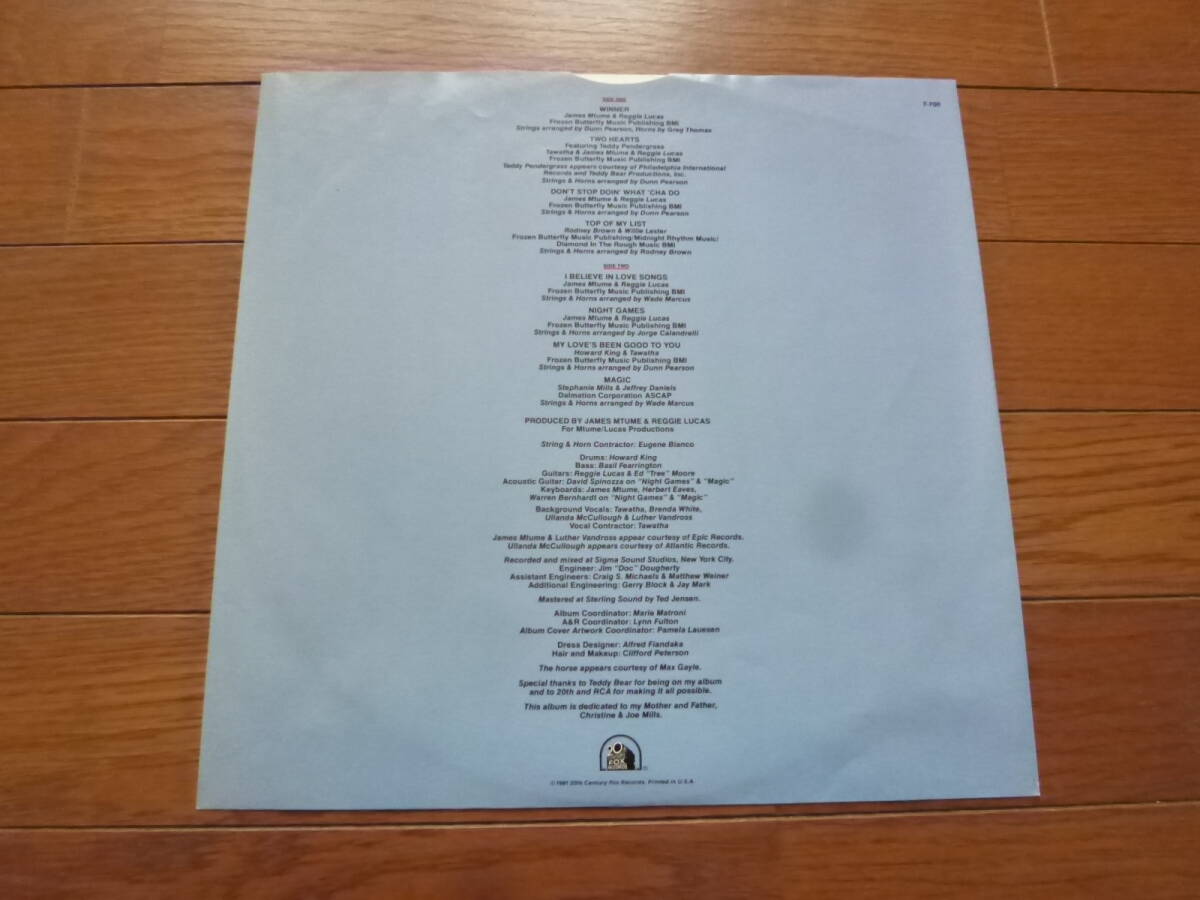 SIDE ONE
T-700
WINNER
James Mtume & Reggie Lucas
Frozen Butterfly Music Publishing BMI
Strings arranged by Dunn Pearson, Horns by Greg Thomas
TWO HEARTS
Featuring Teddy Pendergrass
Tawatha & James Mtume & Reggie Lucas
Frozen Butterfly Music Publishing BMI
Teddy Pendergrass appears courtesy of Philadelphia International
Records and Teddy Bear Productions, Inc.
Strings & Horns arranged by Dunn Pearson
DON'T STOP DOIN' WHAT 'CHA DO
James Mtume & Reggie Lucas
Frozen Butterfly Music Publishing BMI
Strings & Horns arranged by Dunn Pearson
TOP OF MY LIST
Rodney Brown & Willie Lester
Frozen Butterfly Music Publishing/Midnight Rhythm Music/
Diamond In The Rough Music BMI
Strings & Horns arranged by Rodney Brown
SIDE TWO
I BELIEVE IN LOVE SONGS
James Mtume & Reggie Lucas
Frozen Butterfly Music Publishing BMI
Strings & Horns arranged by Wade Marcus
NIGHT GAMES
James Mtume & Reggie Lucas
Frozen Butterfly Music Publishing BMI
Strings & Horns arranged by Jorge Calandrelli
MY LOVE'S BEEN GOOD TO YOU
Howard King & Tawatha
Frozen Butterfly Music Publishing BMI
Strings & Horns arranged by Dunn Pearson
MAGIC
Stephanie Mills & Jeffrey Daniels
Dalmation Corporation ASCAP
Strings & Horns arranged by Wade Marcus
PRODUCED BY JAMES MTUME & REGGIE LUCAS
For Mtume/Lucas Productions
String & Horn Contractor: Eugene Bianco
Drums: Howard King
Bass: Basil Fearrington
Guitars: Reggie Lucas & Ed "Tree" Moore
Acoustic Guitar: David Spinozza on "Night Games" & "Magic"
Keyboards: James Mtume, Herbert Eaves,
Warren Bernhardt on "Night Games" & "Magic"
Background Vocals: Tawatha, Brenda White,
Ullanda McCullough & Luther Vandross
Vocal Contractor: Tawatha
James Mtume & Luther Vandross appear courtesy of Epic Records.
Ullanda McCullough appears courtesy of Atlantic Records.
Recorded and mixed at Sigma Sound Studios, New York City.
Engineer: Jim "Doc" Dougherty
Assistant Engineers: Craig S. Michaels & Matthew Weiner
Additional Engineering: Gerry Block & Jay Mark
Mastered at Sterling Sound by Ted Jensen.
Album Coordinator: Marie Matroni
A&R Coordinator: Lynn Fulton
Album Cover Artwork Coordinator: Pamela Lauesen
Dress Designer: Alfred Fiandaka
Hair and Makeup: Clifford Peterson
The horse appears courtesy of Max Gayle.
Special thanks to Teddy Bear for being on my album
and to 20th and RCA for making it all possible.
This album is dedicated to my Mother and Father,
Christine & Joe Mills.
20
FOX
®
© 1981 20th Century Fox Records. Printed in U.S.A.